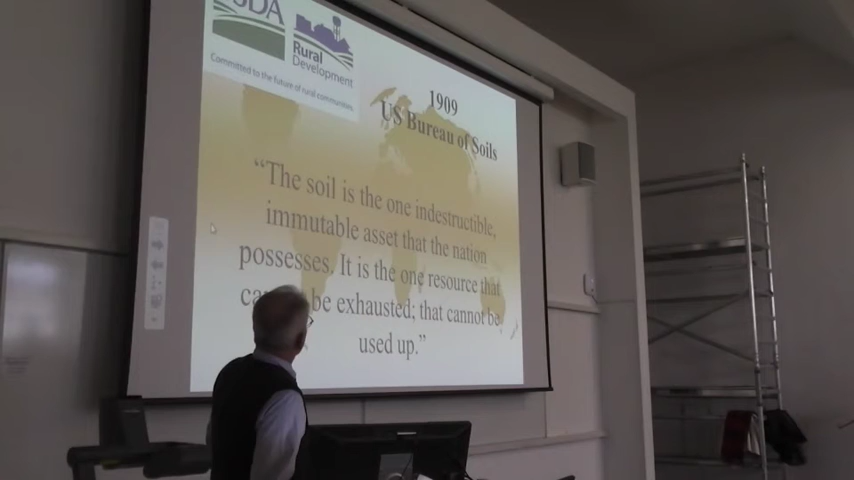 USDA
Rural
Development
Committed to the future of rural communities
1909
US Bureau of Soils
“The soil is the one indestructible,
immutable asset that the nation
possesses. It is the one resource that
be exhausted; that cannot be
used up.”